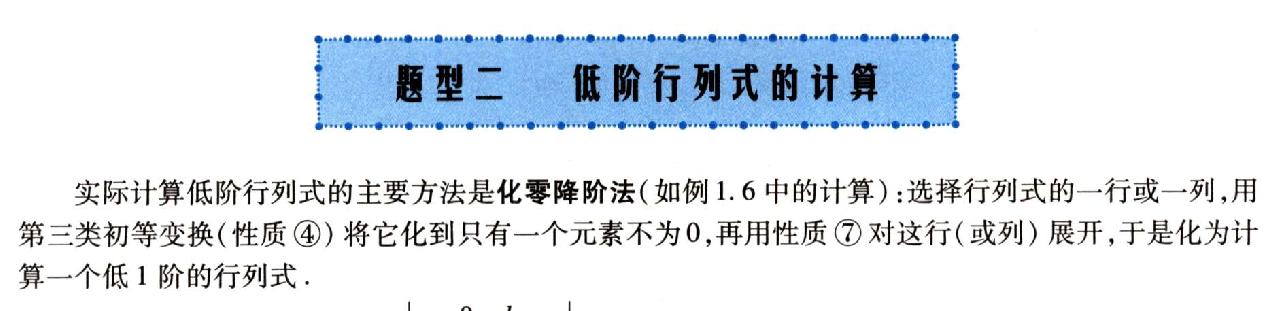 题型二 低阶行列式的计算
实际计算低阶行列式的主要方法是化零降阶法(如例1.6中的计算):选择行列式的一行或一列,用
第三类初等变换(性质④)将它化到只有一个元素不为0,再用性质⑦对这行(或列)展开,于是化为计
算一个低1阶的行列式.